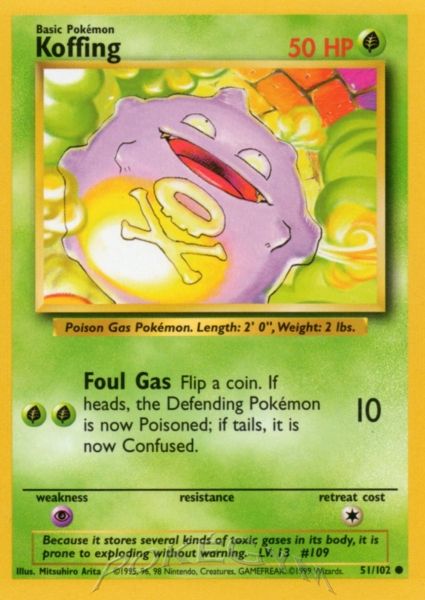 Basic Pokémon
Koffing 50 HP
Poison Gas Pokémon. Length: 2' 0", Weight: 2 lbs.
Foul Gas Flip a coin. If
heads, the Defending Pokémon
is now Poisoned; if tails, it is
now Confused.
10
weakness resistance retreat cost
Because it stores several kinds of toxic gases in its body, it is
prone to exploding without warning. LV. 13 #109
Illus. Mitsuhiro Arita ©1995, 96, 98 Nintendo, Creatures, GAMEFREAK. ©1999 Wizards. 51/102